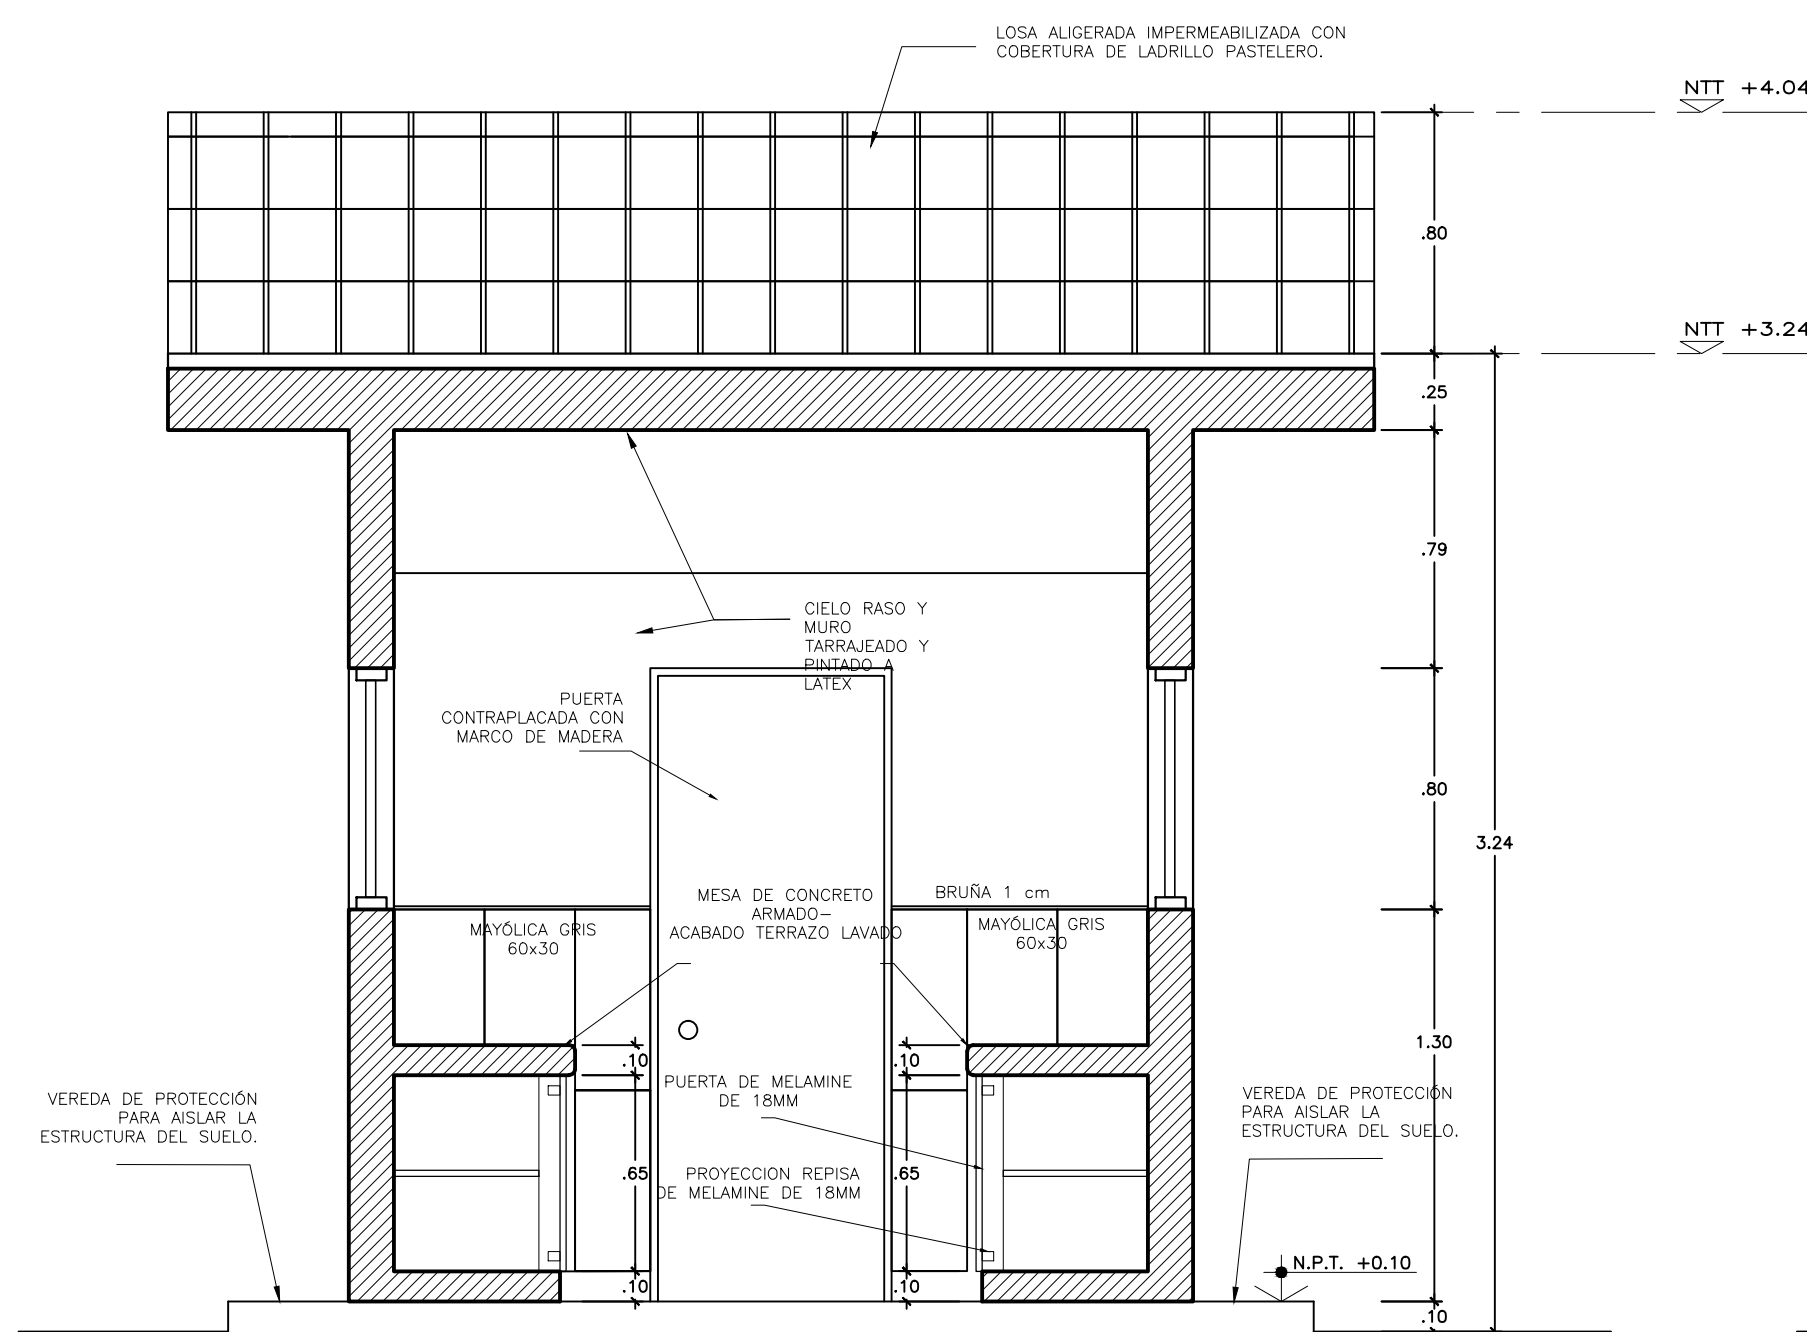 LOSA ALIGERADA IMPERMEABILIZADA CON
COBERTURA DE LADRILLO PASTELERO.
NTT +4.04
.80
NTT +3.24
.25
.79
CIELO RASO Y
MURO
TARRAJEADO Y
PINTADO A
LATEX
PUERTA
CONTRAPLACADA CON
MARCO DE MADERA
.80
3.24
MESA DE CONCRETO
ARMADO-
ACABADO TERRAZO LAVADO
BRUÑA 1 cm
MAYÓLICA GRIS
60x30
MAYÓLICA GRIS
60x30
1.30
.10
.10
PUERTA DE MELAMINE
DE 18MM
VEREDA DE PROTECCIÓN
PARA AISLAR LA
ESTRUCTURA DEL SUELO.
VEREDA DE PROTECCIÓN
PARA AISLAR LA
ESTRUCTURA DEL SUELO.
.65
PROYECCION REPISA
DE MELAMINE DE 18MM
.65
N.P.T. +0.10
.10
.10
.10